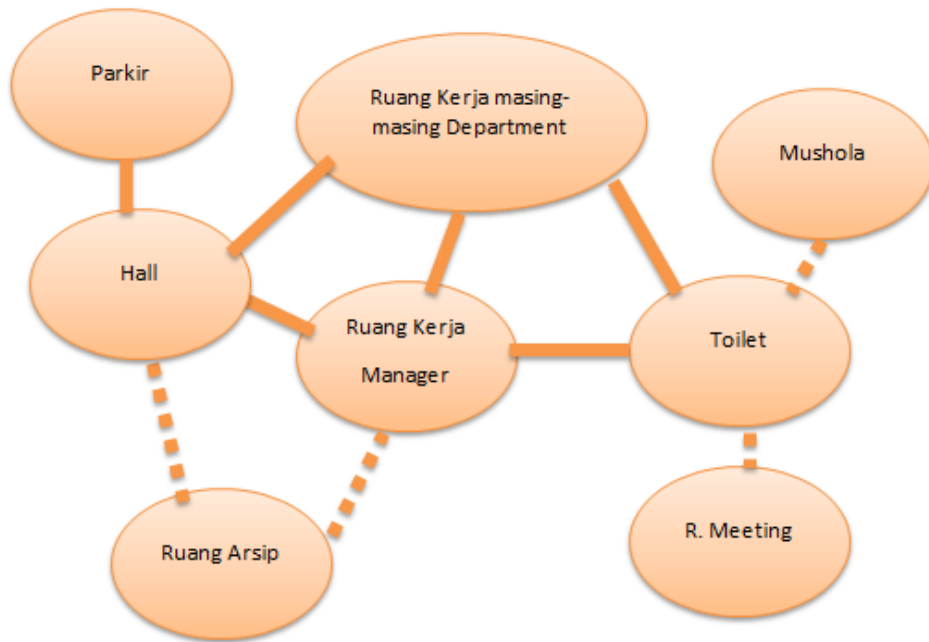 Parkir
Ruang Kerja masing-
masing Department
Mushola
Hall
Ruang Kerja
Manager
Toilet
Ruang Arsip
R. Meeting